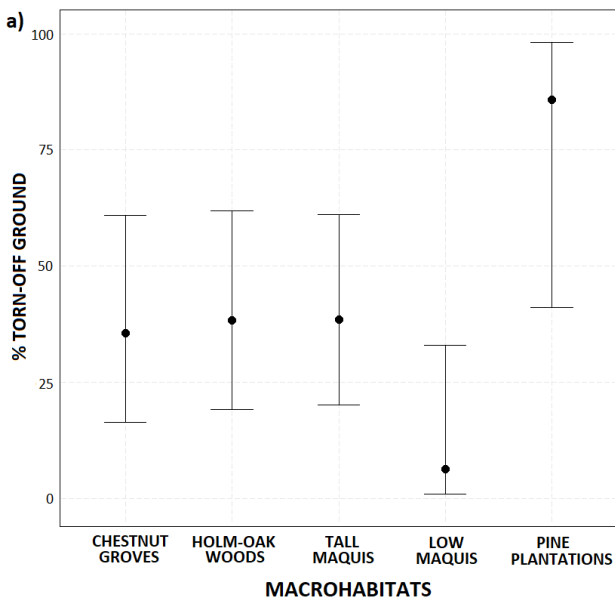 a)
100
75
50
25
0
% TORN-OFF GROUND
CHESTNUT GROVES
HOLM-OAK WOODS
TALL MAQUIS
LOW MAQUIS
PINE PLANTATIONS
MACROHABITATS